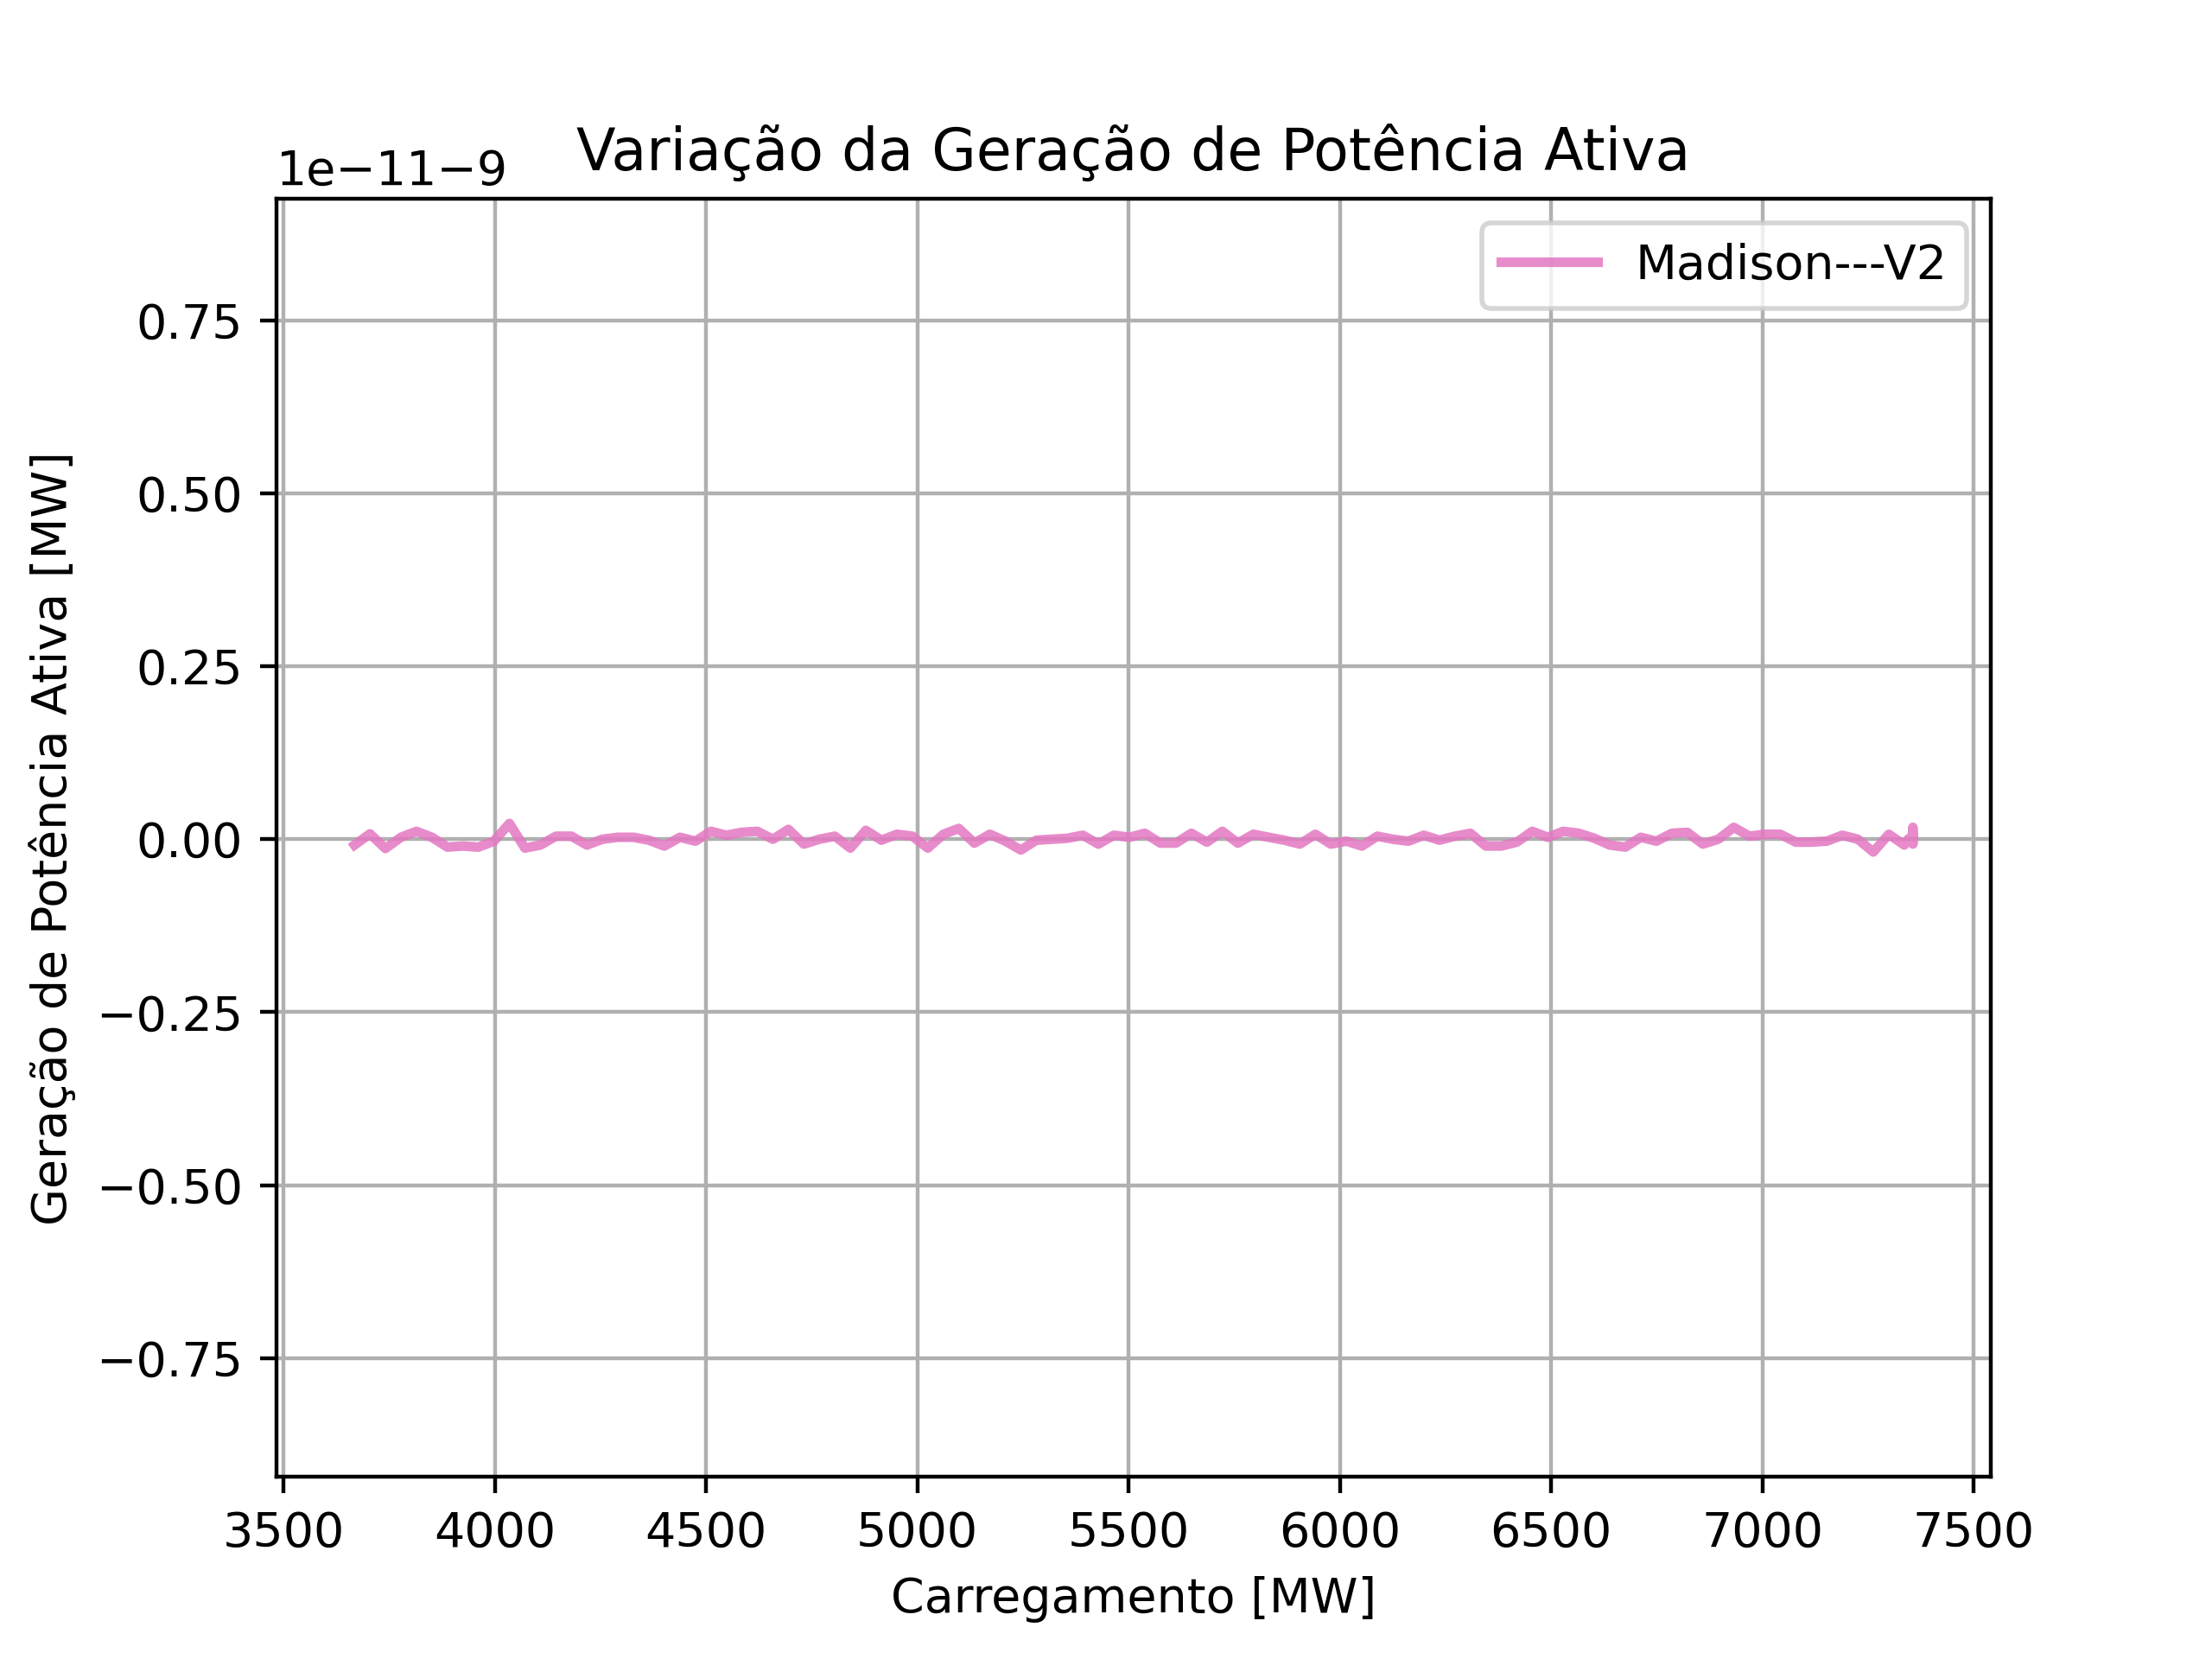 Variação da Geração de Potência Ativa
1e−11−9
Madison---V2
0.75
0.50
0.25
0.00
−0.25
−0.50
−0.75
Geração de Potência Ativa [MW]
3500 4000 4500 5000 5500 6000 6500 7000 7500
Carregamento [MW]